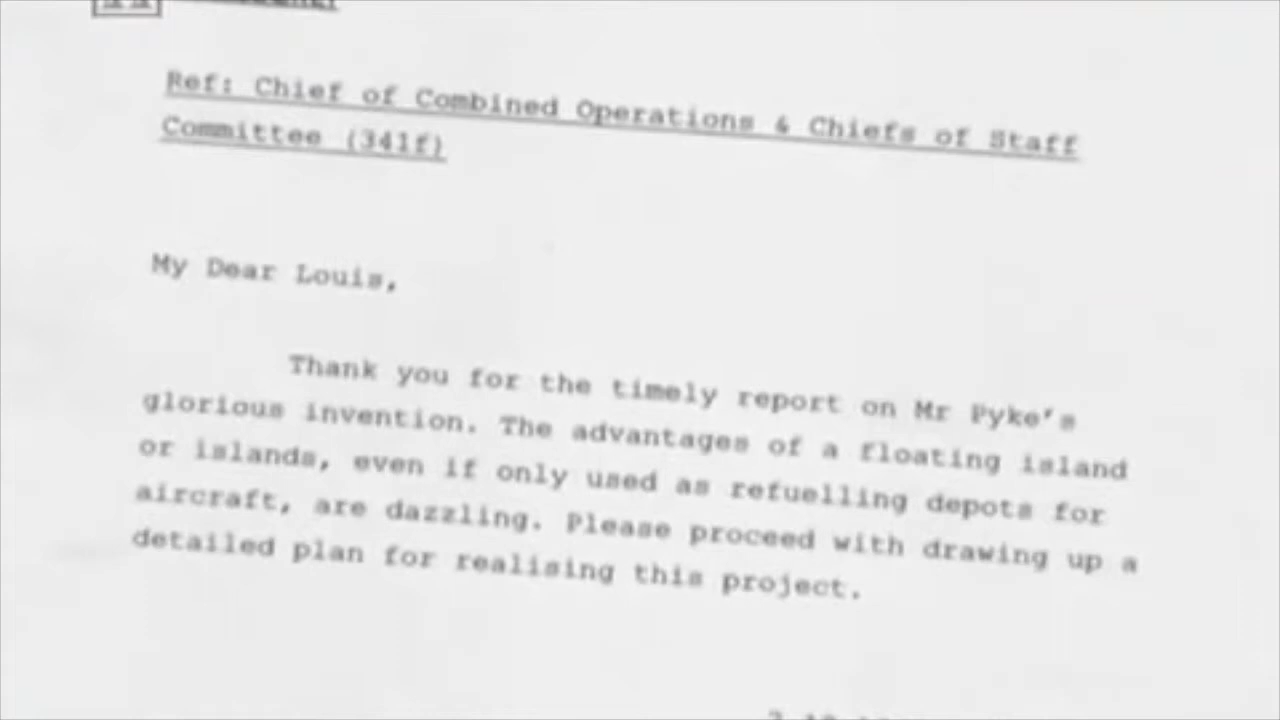 Ref: Chief of Combined Operations & Chiefs of Staff
Committee (341f)
My Dear Louis,
Thank you for the timely report on Mr Pyke's
glorious invention. The advantages of a floating island
or islands, even if only used as refuelling depots for
aircraft, are dazzling. Please proceed with drawing up a
detailed plan for realising this project.